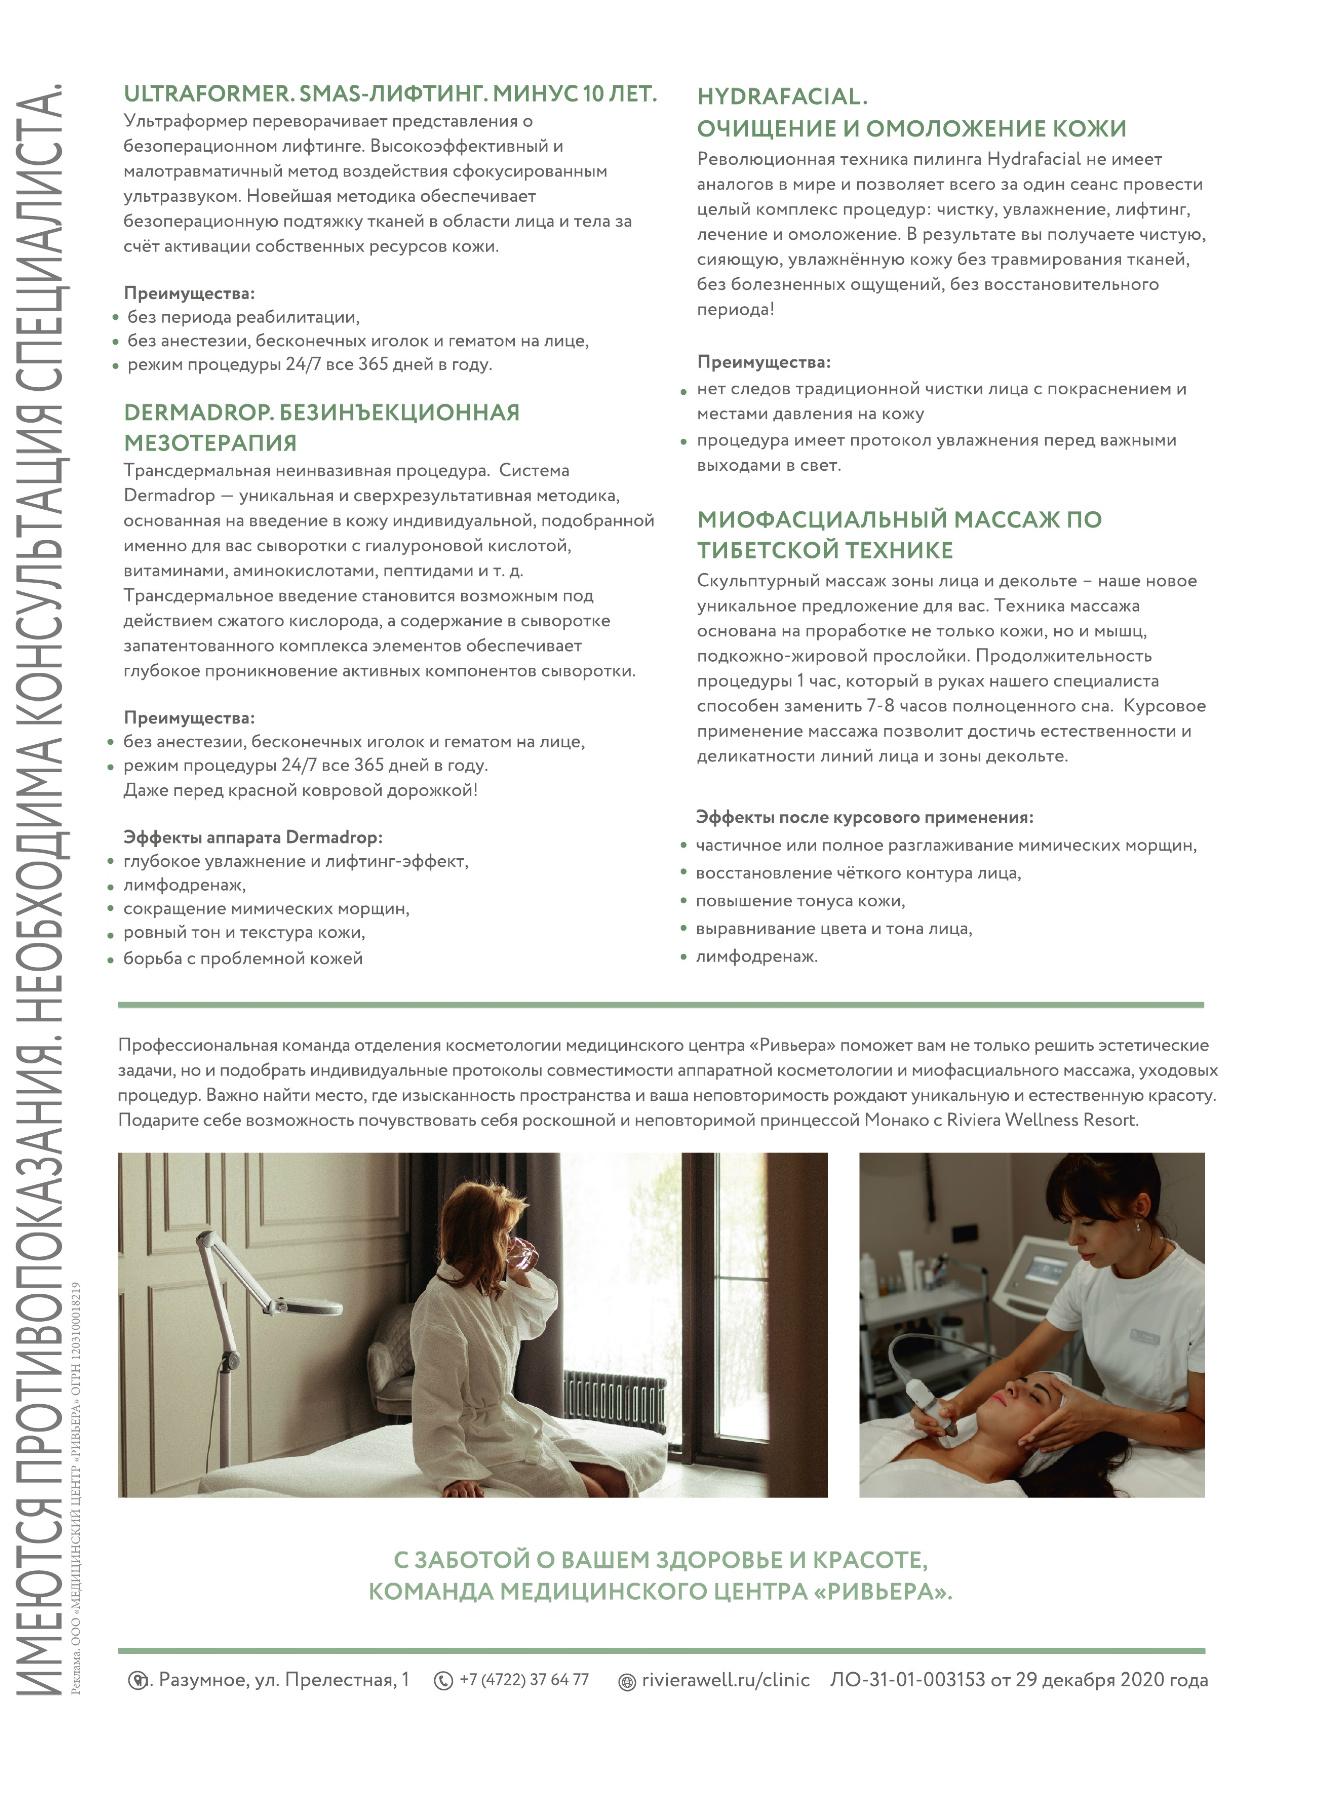 ИМЕЮТСЯ ПРОТИВОПОКАЗАНИЯ. НЕОБХОДИМА КОНСУЛЬТАЦИЯ СПЕЦИАЛИСТА.
Реклама. ООО «МЕДИЦИНСКИЙ ЦЕНТР «РИВЬЕРА» ОГРН 1203100018219
ULTRAFORMER. SMAS-ЛИФТИНГ. МИНУС 10 ЛЕТ.
Ультраформер переворачивает представления о
безоперационном лифтинге. Высокоэффективный и
малотравматичный метод воздействия сфокусированным
ультразвуком. Новейшая методика обеспечивает
безоперационную подтяжку тканей в области лица и тела за
счёт активации собственных ресурсов кожи.
Преимущества:
• без периода реабилитации,
• без анестезии, бесконечных иголок и гематом на лице,
• режим процедуры 24/7 все 365 дней в году.
DERMADROP. БЕЗИНЪЕКЦИОННАЯ
МЕЗОТЕРАПИЯ
Трансдермальная неинвазивная процедура. Система
Dermadrop — уникальная и сверхрезультативная методика,
основанная на введение в кожу индивидуальной, подобранной
именно для вас сыворотки с гиалуроновой кислотой,
витаминами, аминокислотами, пептидами и т. д.
Трансдермальное введение становится возможным под
действием сжатого кислорода, а содержание в сыворотке
запатентованного комплекса элементов обеспечивает
глубокое проникновение активных компонентов сыворотки.
Преимущества:
• без анестезии, бесконечных иголок и гематом на лице,
• режим процедуры 24/7 все 365 дней в году.
Даже перед красной ковровой дорожкой!
Эффекты аппарата Dermadrop:
• глубокое увлажнение и лифтинг-эффект,
• лимфодренаж,
• сокращение мимических морщин,
• ровный тон и текстура кожи,
• борьба с проблемной кожей
HYDRAFACIAL.
ОЧИЩЕНИЕ И ОМОЛОЖЕНИЕ КОЖИ
Революционная техника пилинга Hydrafacial не имеет
аналогов в мире и позволяет всего за один сеанс провести
целый комплекс процедур: чистку, увлажнение, лифтинг,
лечение и омоложение. В результате вы получаете чистую,
сияющую, увлажнённую кожу без травмирования тканей,
без болезненных ощущений, без восстановительного
периода!
Преимущества:
• нет следов традиционной чистки лица с покраснением и
местами давления на кожу
• процедура имеет протокол увлажнения перед важными
выходами в свет.
МИОФАСЦИАЛЬНЫЙ МАССАЖ ПО
ТИБЕТСКОЙ ТЕХНИКЕ
Скульптурный массаж зоны лица и декольте – наше новое
уникальное предложение для вас. Техника массажа
основана на проработке не только кожи, но и мышц,
подкожно-жировой прослойки. Продолжительность
процедуры 1 час, который в руках нашего специалиста
способен заменить 7-8 часов полноценного сна. Курсовое
применение массажа позволит достичь естественности и
деликатности линий лица и зоны декольте.
Эффекты после курсового применения:
• частичное или полное разглаживание мимических морщин,
• восстановление чёткого контура лица,
• повышение тонуса кожи,
• выравнивание цвета и тона лица,
• лимфодренаж.
Профессиональная команда отделения косметологии медицинского центра «Ривьера» поможет вам не только решить эстетические
задачи, но и подобрать индивидуальные протоколы совместимости аппаратной косметологии и миофасциального массажа, уходовых
процедур. Важно найти место, где изысканность пространства и ваша неповторимость рождают уникальную и естественную красоту.
Подарите себе возможность почувствовать себя роскошной и неповторимой принцессой Монако с Riviera Wellness Resort.
С ЗАБОТОЙ О ВАШЕМ ЗДОРОВЬЕ И КРАСОТЕ,
КОМАНДА МЕДИЦИНСКОГО ЦЕНТРА «РИВЬЕРА».
п. Разумное, ул. Прелестная, 1 +7 (4722) 37 64 77 rivierawell.ru/clinic ЛО-31-01-003153 от 29 декабря 2020 года